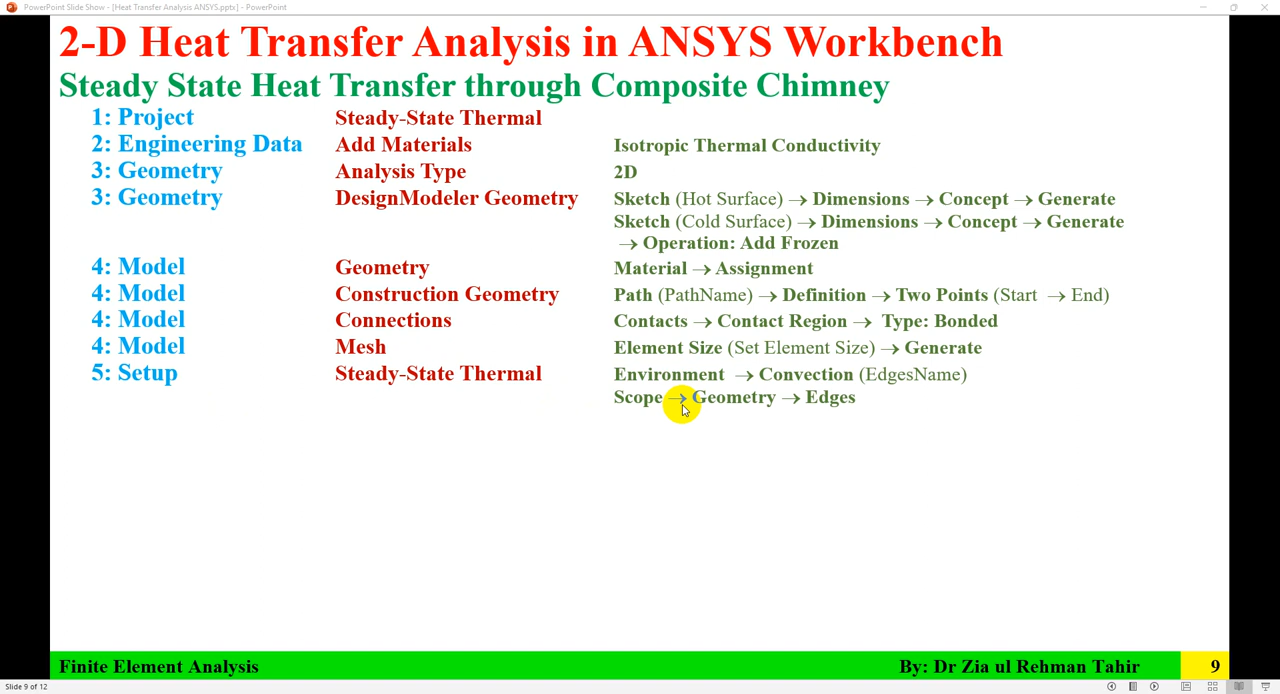 PowerPoint Slide Show - [Heat Transfer Analysis ANSYS.pptx] - PowerPoint
2-D Heat Transfer Analysis in ANSYS Workbench
Steady State Heat Transfer through Composite Chimney
1: Project Steady-State Thermal
2: Engineering Data Add Materials Isotropic Thermal Conductivity
3: Geometry Analysis Type 2D
3: Geometry DesignModeler Geometry Sketch (Hot Surface) → Dimensions → Concept → Generate
Sketch (Cold Surface) → Dimensions → Concept → Generate
→ Operation: Add Frozen
4: Model Geometry Material → Assignment
4: Model Construction Geometry Path (PathName) → Definition → Two Points (Start → End)
4: Model Connections Contacts → Contact Region → Type: Bonded
4: Model Mesh Element Size (Set Element Size) → Generate
5: Setup Steady-State Thermal Environment → Convection (EdgesName)
Scope → Geometry → Edges
Finite Element Analysis By: Dr Zia ul Rehman Tahir 9
Slide 9 of 12